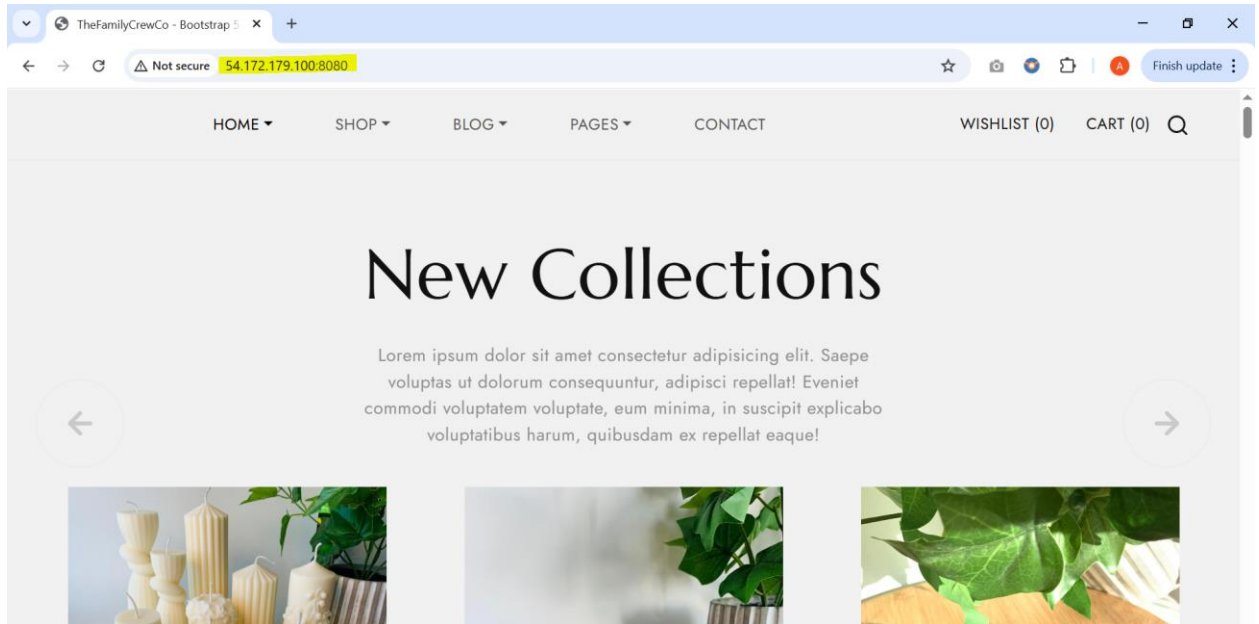 TheFamilyCrewCo - Bootstrap 5
Not secure 54.172.179.100:8080
A
Finish update
HOME SHOP BLOG PAGES CONTACT WISHLIST (0) CART (0)
New Collections
Lorem ipsum dolor sit amet consectetur adipisicing elit. Saepe
voluptas ut dolorum consequuntur, adipisci repellat! Eveniet
commodi voluptatem voluptate, eum minima, in suscipit explicabo
voluptatibus harum, quibusdam ex repellat eaque!